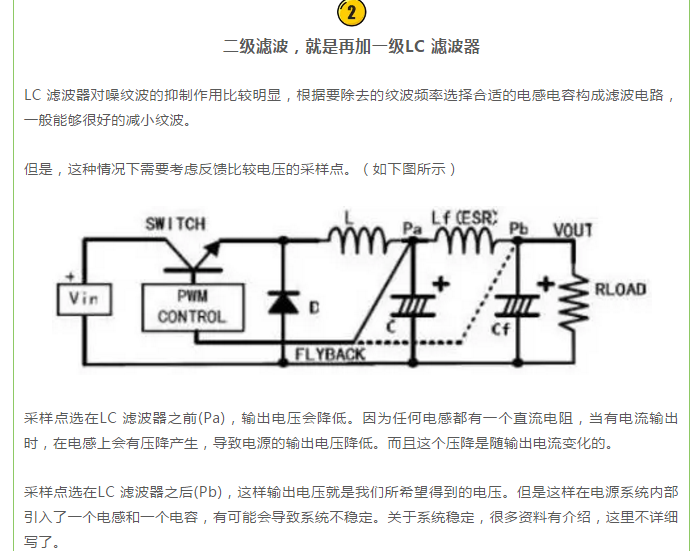 2
二级滤波，就是再加一级LC 滤波器
LC 滤波器对噪纹波的抑制作用比较明显，根据要除去的纹波频率选择合适的电感电容构成滤波电路，
一般能够很好的减小纹波。
但是，这种情况下需要考虑反馈比较电压的采样点。（如下图所示）
SWITCH
L
Pa
Lf(ESR)
Pb
VOUT
+
Vin
PWM
CONTROL
D
+
C
+
Cf
RLOAD
FLYBACK
采样点选在LC 滤波器之前(Pa)，输出电压会降低。因为任何电感都有一个直流电阻，当有电流输出
时，在电感上会有压降产生，导致电源的输出电压降低。而且这个压降是随输出电流变化的。
采样点选在LC 滤波器之后(Pb)，这样输出电压就是我们所希望得到的电压。但是这样在电源系统内部
引入了一个电感和一个电容，有可能会导致系统不稳定。关于系统稳定，很多资料有介绍，这里不详细
写了。